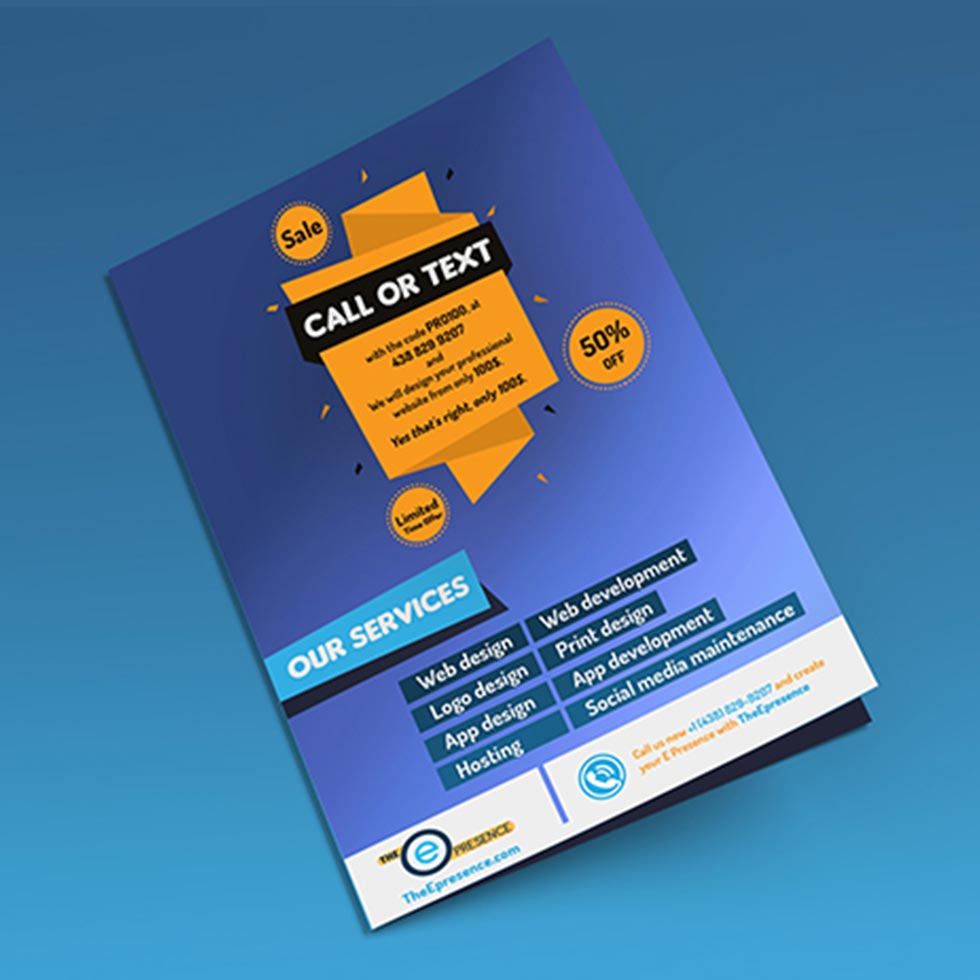 Sale
CALL OR TEXT
with the code PRO100, at
438 829 9207
and
We will design your professional
website from only 100$.
Yes that's right, only 100$.
50%
OFF
Limited
Time Offer
OUR SERVICES
Web design
Web development
Logo design
Print design
App design
App development
Hosting
Social media maintenance
THE e PRESENCE
TheEpresence.com
Call us now +1 (438) 829-9207 and create
your E Presence with TheEpresence